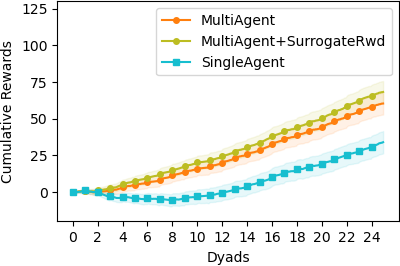 Cumulative Rewards
125
100
75
50
25
0
MultiAgent
MultiAgent+SurrogateRwd
SingleAgent
0 2 4 6 8 10 12 14 16 18 20 22 24
Dyads